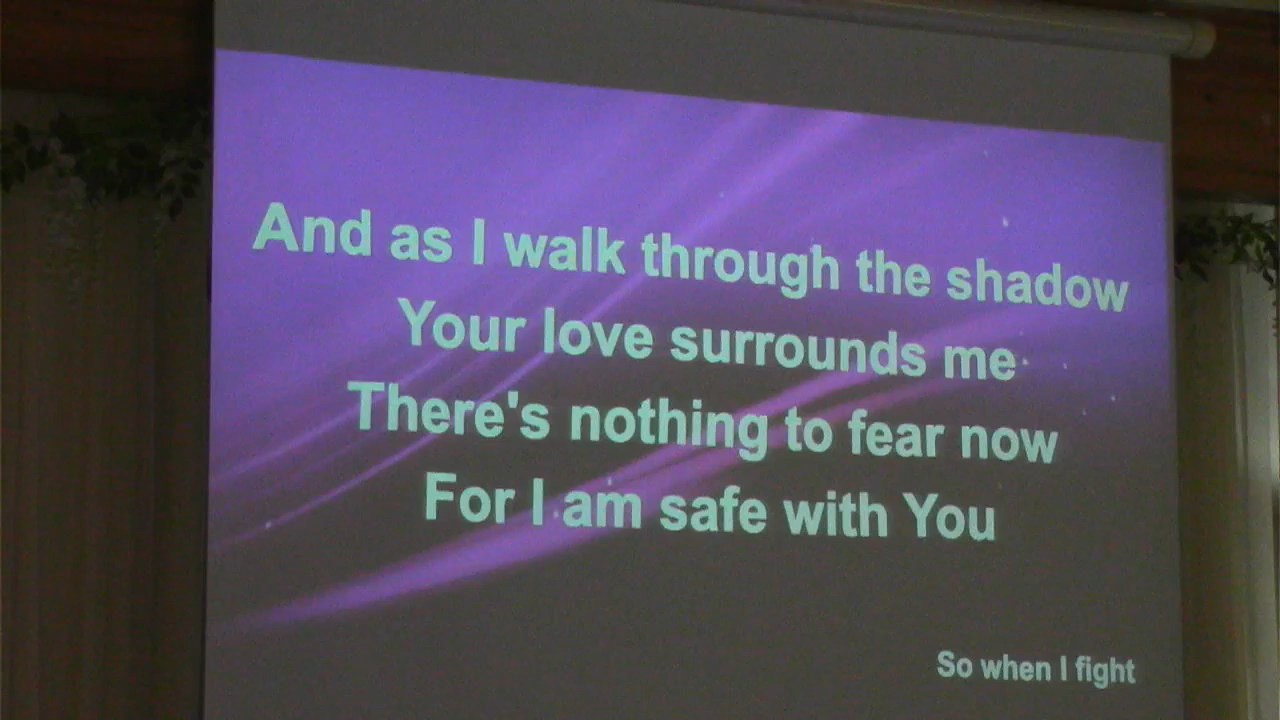 And as I walk through the shadow
Your love surrounds me
There's nothing to fear now
For I am safe with You
So when I fight